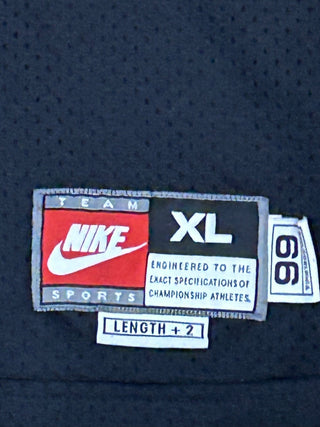 TEAM
NIKE
SPORTS
XL
ENGINEERED TO THE
EXACT SPECIFICATIONS OF
CHAMPIONSHIP ATHLETES.
LENGTH + 2
99